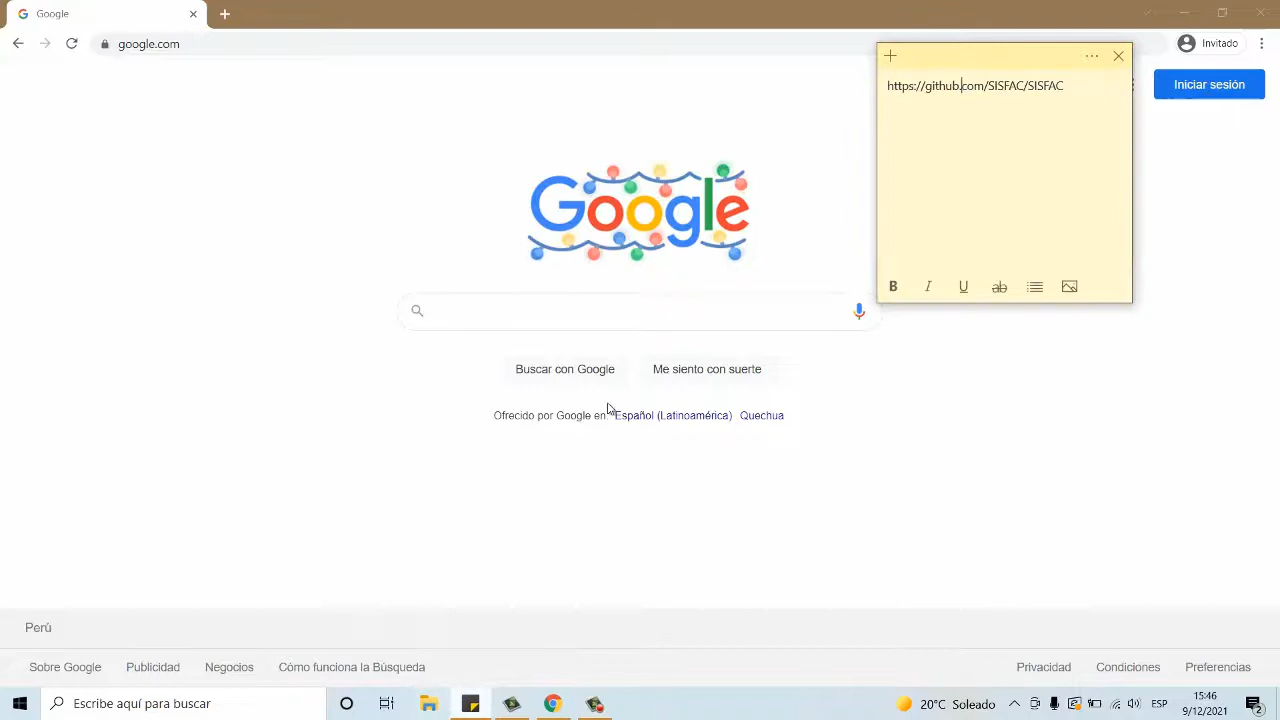 Google
google.com
Invitado
https://github.com/SISFAC/SISFAC
Iniciar sesión
Google
B I U ab
Buscar con Google
Me siento con suerte
Ofrecido por Google en: Español (Latinoamérica) Quechua
Perú
Sobre Google Publicidad Negocios Cómo funciona la Búsqueda
Privacidad Condiciones Preferencias
Escribe aquí para buscar
20°C Soleado
ESP
15:46
9/12/2021
2